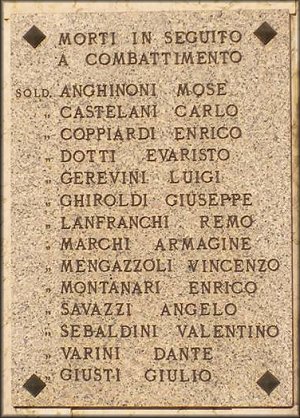 MORTI IN SEGUITO
A COMBATTIMENTO
SOLD. ANGHINONI MOSE
„ CASTELANI CARLO
„ COPPIARDI ENRICO
„ DOTTI EVARISTO
„ GEREVINI LUIGI
„ GHIROLDI GIUSEPPE
„ LANFRANCHI REMO
„ MARCHI ARMAGINE
„ MENGAZZOLI VINCENZO
„ MONTANARI ENRICO
„ SAVAZZI ANGELO
„ SEBALDINI VALENTINO
„ VARINI DANTE
„ GIUSTI GIULIO